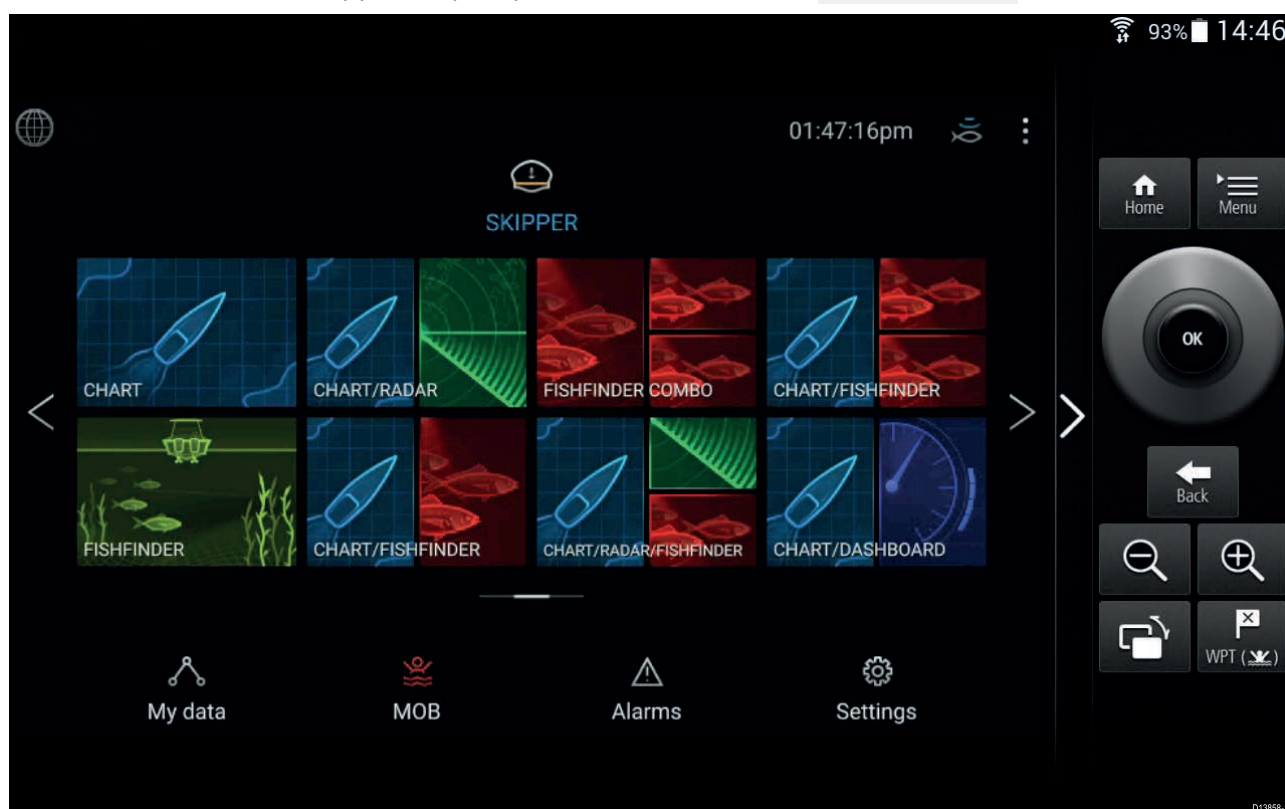 93% 14:46
01:47:16pm
SKIPPER
Home Menu
CHART CHART/RADAR FISHFINDER COMBO CHART/FISHFINDER
OK
Back
FISHFINDER CHART/FISHFINDER CHART/RADAR/FISHFINDER CHART/DASHBOARD
WPT ( )
My data MOB Alarms Settings